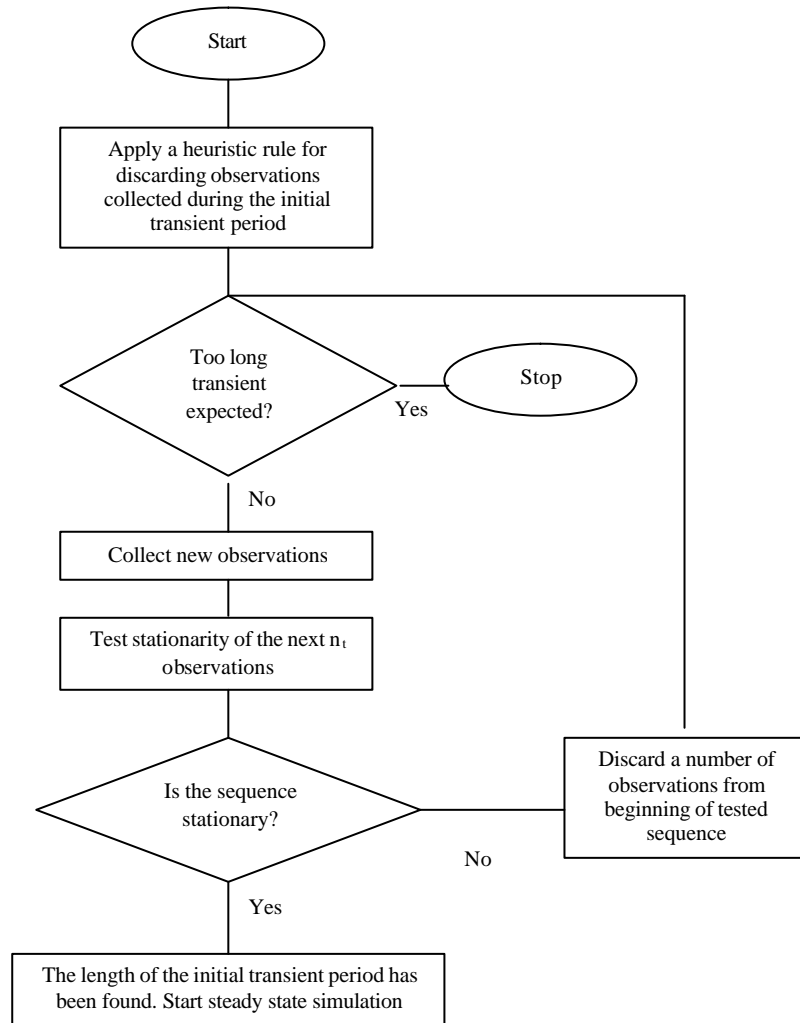 Start
Apply a heuristic rule for
discarding observations
collected during the initial
transient period
Too long
transient
expected?
Yes
Stop
No
Collect new observations
Test stationarity of the next nₜ
observations
Is the sequence
stationary?
No
Discard a number of
observations from
beginning of tested
sequence
Yes
The length of the initial transient period has
been found. Start steady state simulation